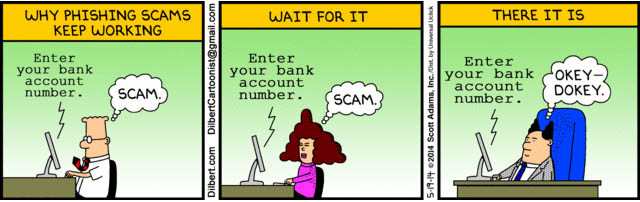 WHY PHISHING SCAMS
KEEP WORKING
Enter
your bank
account
number.
SCAM.
Dilbert.com DilbertCartoonist@gmail.com
WAIT FOR IT
Enter
your bank
account
number.
SCAM.
5-19-14 ©2014 Scott Adams, Inc. /Dist. by Universal Uclick
THERE IT IS
Enter
your bank
account
number.
OKEY-
DOKEY.